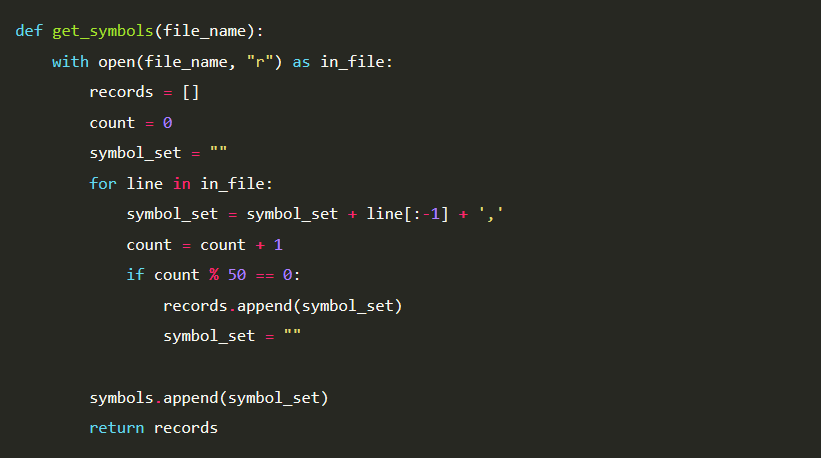 def get_symbols(file_name):
    with open(file_name, "r") as in_file:
        records = []
        count = 0
        symbol_set = ""
        for line in in_file:
            symbol_set = symbol_set + line[:-1] + ','
            count = count + 1
            if count % 50 == 0:
                records.append(symbol_set)
                symbol_set = ""

        symbols.append(symbol_set)
        return records